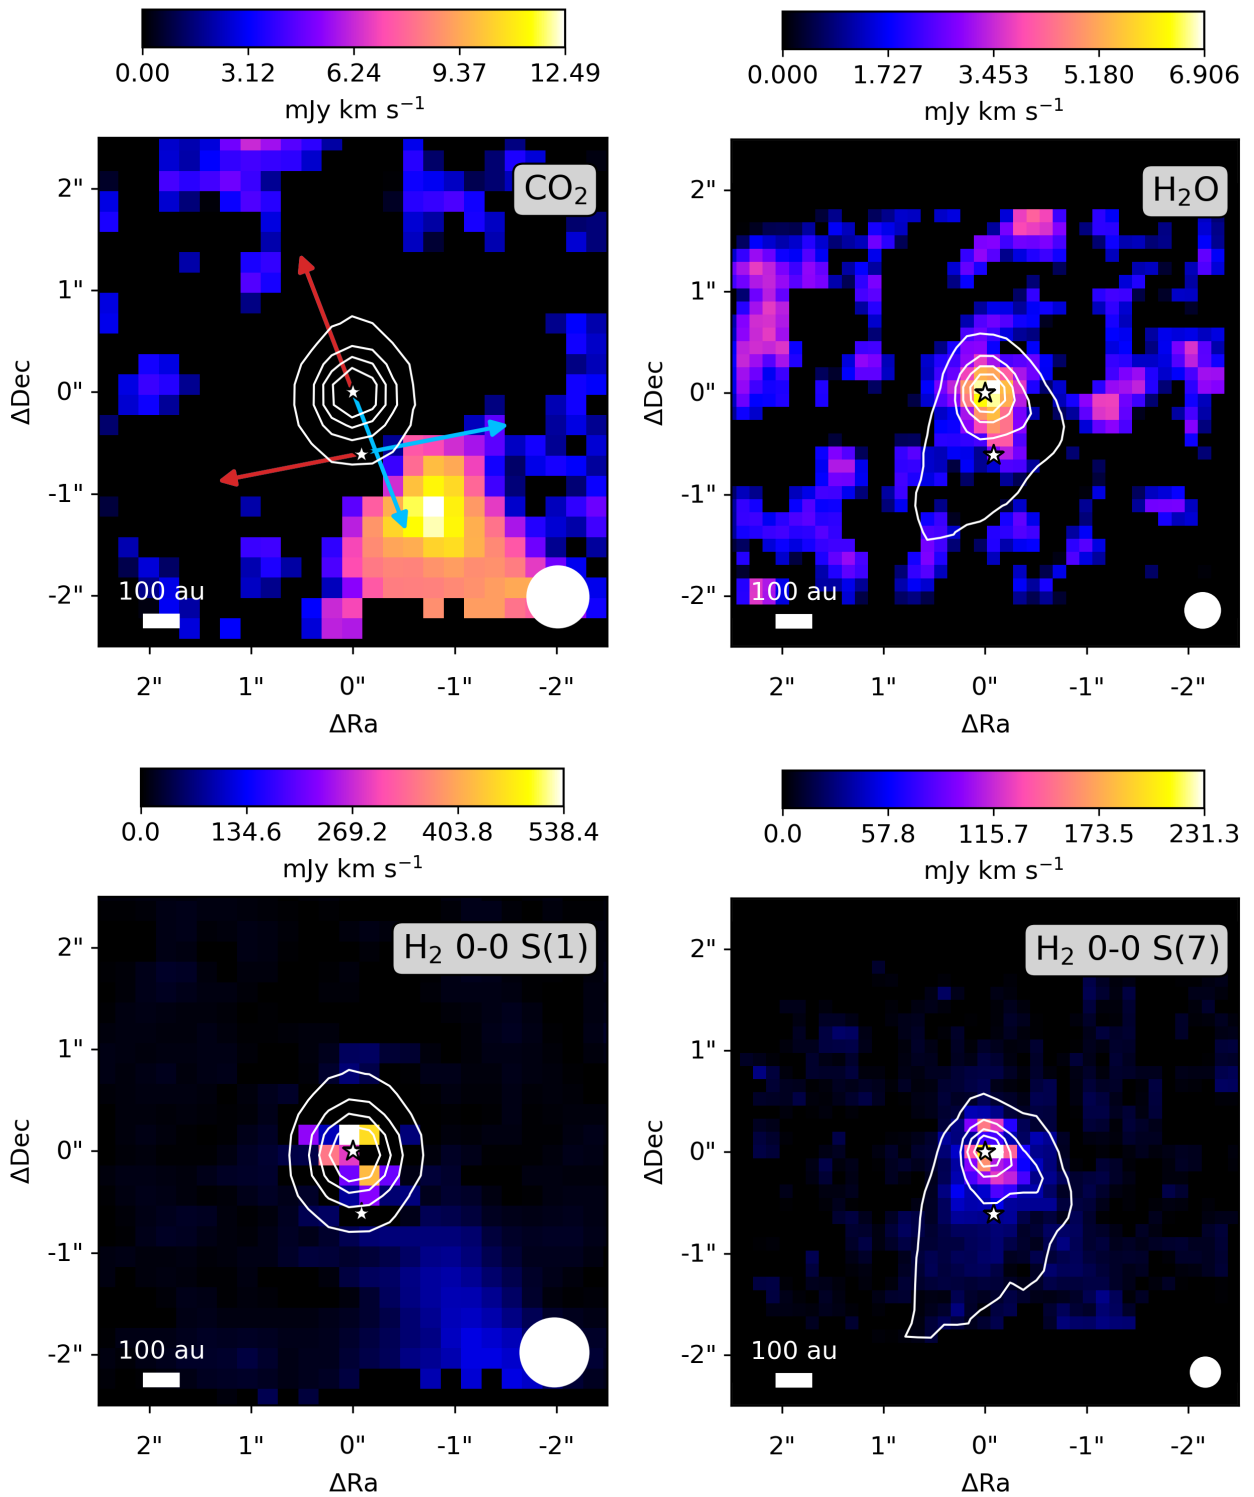 0.00 3.12 6.24 9.37 12.49
mJy km s⁻¹
0.000 1.727 3.453 5.180 6.906
mJy km s⁻¹
CO₂
2"
1"
0"
-1"
-2"
ΔDec
100 au
2" 1" 0" -1" -2"
ΔRa
H₂O
2"
1"
0"
-1"
-2"
ΔDec
100 au
2" 1" 0" -1" -2"
ΔRa
0.0 134.6 269.2 403.8 538.4
mJy km s⁻¹
0.0 57.8 115.7 173.5 231.3
mJy km s⁻¹
H₂ 0-0 S(1)
2"
1"
0"
-1"
-2"
ΔDec
100 au
2" 1" 0" -1" -2"
ΔRa
H₂ 0-0 S(7)
2"
1"
0"
-1"
-2"
ΔDec
100 au
2" 1" 0" -1" -2"
ΔRa